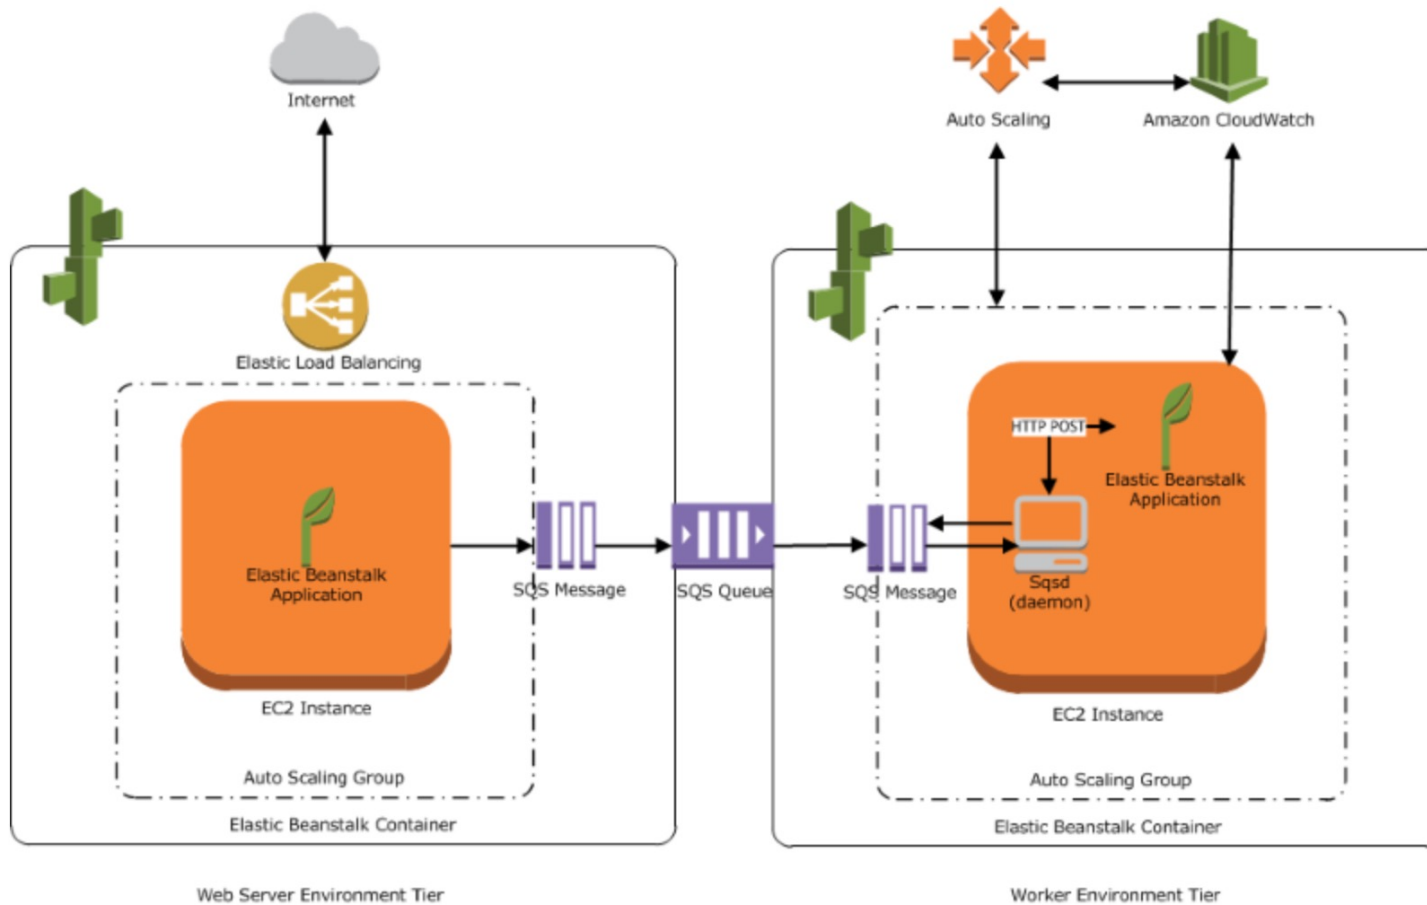 Internet
Auto Scaling
Amazon CloudWatch
Elastic Load Balancing
HTTP POST
Elastic Beanstalk
Application
Elastic Beanstalk
Application
SQS Message
SQS Queue
SQS Message
Sqsd
(daemon)
EC2 Instance
EC2 Instance
Auto Scaling Group
Auto Scaling Group
Elastic Beanstalk Container
Elastic Beanstalk Container
Web Server Environment Tier
Worker Environment Tier